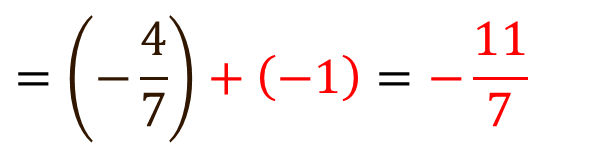 = (−4/7) + (−1) = −11/7